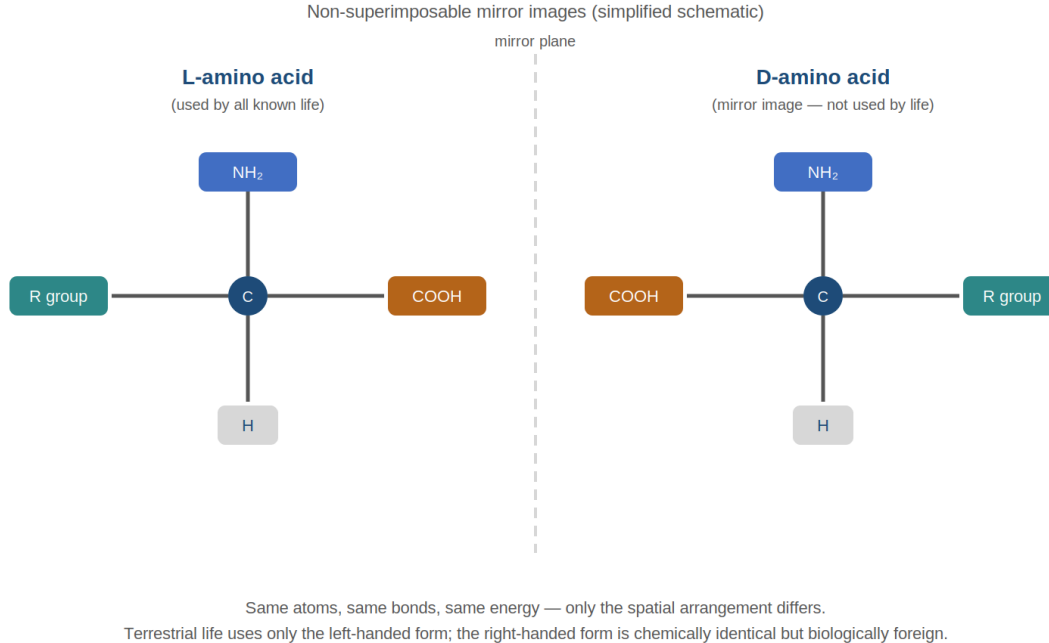 Non-superimposable mirror images (simplified schematic)
mirror plane
L-amino acid
(used by all known life)
NH₂
R group
C
COOH
H
D-amino acid
(mirror image — not used by life)
NH₂
COOH
C
R group
H
Same atoms, same bonds, same energy — only the spatial arrangement differs.
Terrestrial life uses only the left-handed form; the right-handed form is chemically identical but biologically foreign.